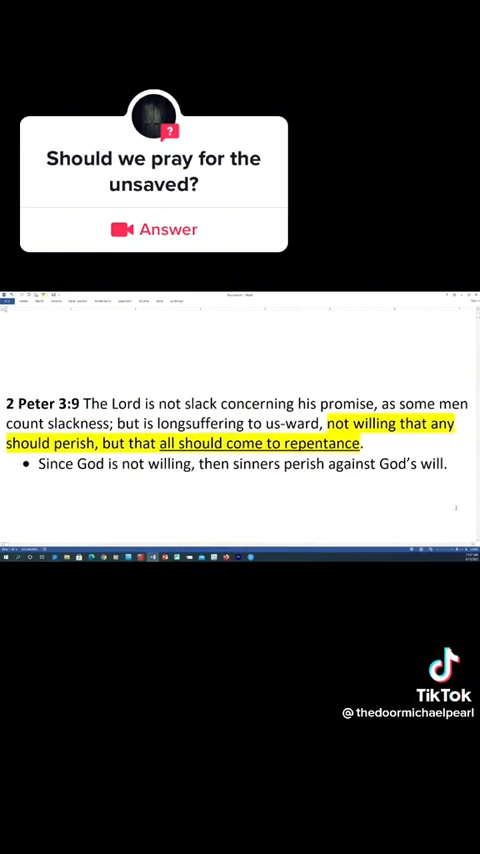 ?
Should we pray for the
unsaved?
Answer
2 Peter 3:9 The Lord is not slack concerning his promise, as some men
count slackness; but is longsuffering to us-ward, not willing that any
should perish, but that all should come to repentance.
• Since God is not willing, then sinners perish against God's will.
TikTok
@thedoormichaelpearl